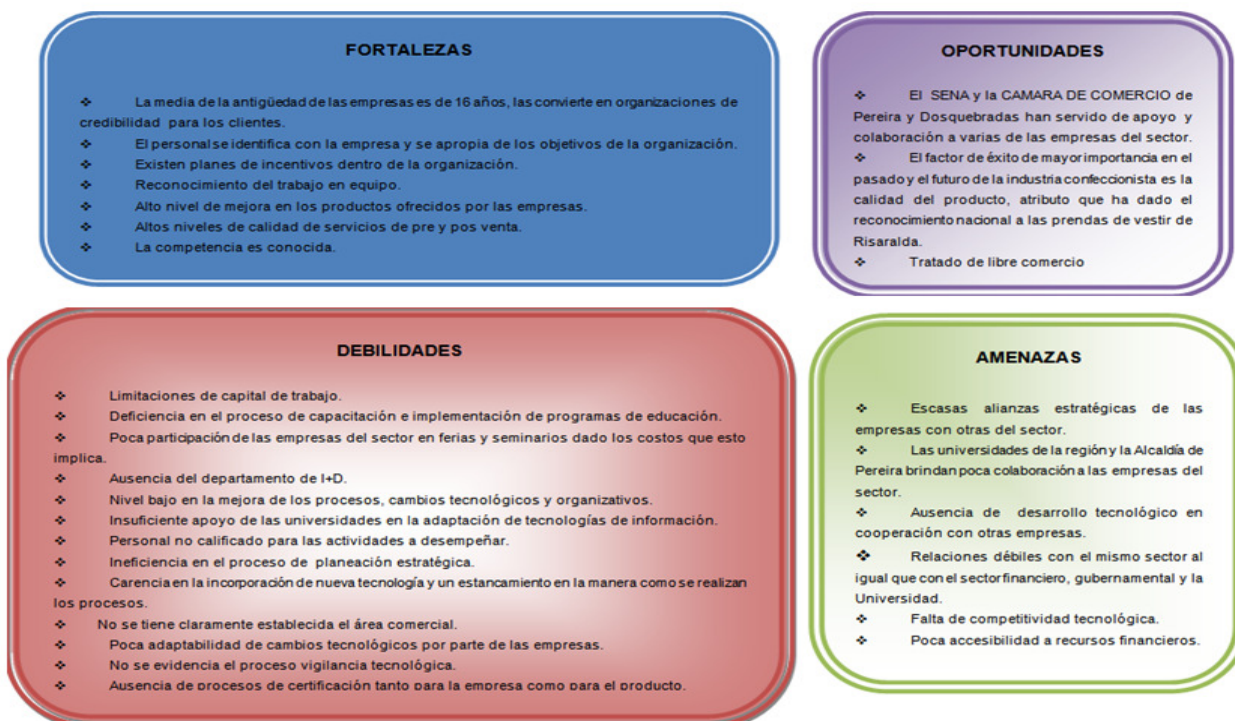 FORTALEZAS
❖ La media de la antigüedad de las empresas es de 16 años, las convierte en organizaciones de
credibilidad para los clientes.
❖ El personal se identifica con la empresa y se apropia de los objetivos de la organización.
❖ Existen planes de incentivos dentro de la organización.
❖ Reconocimiento del trabajo en equipo.
❖ Alto nivel de mejora en los productos ofrecidos por las empresas.
❖ Altos niveles de calidad de servicios de pre y pos venta.
❖ La competencia es conocida.
OPORTUNIDADES
❖ El SENA y la CAMARA DE COMERCIO de
Pereira y Dosquebradas han servido de apoyo y
colaboración a varias de las empresas del sector.
❖ El factor de éxito de mayor importancia en el
pasado y el futuro de la industria confeccionista es la
calidad del producto, atributo que ha dado el
reconocimiento nacional a las prendas de vestir de
Risaralda.
❖ Tratado de libre comercio
DEBILIDADES
❖ Limitaciones de capital de trabajo.
❖ Deficiencia en el proceso de capacitación e implementación de programas de educación.
❖ Poca participación de las empresas del sector en ferias y seminarios dado los costos que esto
implica.
❖ Ausencia del departamento de I+D.
❖ Nivel bajo en la mejora de los procesos, cambios tecnológicos y organizativos.
❖ Insuficiente apoyo de las universidades en la adaptación de tecnologías de información.
❖ Personal no calificado para las actividades a desempeñar.
❖ Ineficiencia en el proceso de planeación estratégica.
❖ Carencia en la incorporación de nueva tecnología y un estancamiento en la manera como se realizan
los procesos.
❖ No se tiene claramente establecida el área comercial.
❖ Poca adaptabilidad de cambios tecnológicos por parte de las empresas.
❖ No se evidencia el proceso vigilancia tecnológica.
❖ Ausencia de procesos de certificación tanto para la empresa como para el producto.
AMENAZAS
❖ Escasas alianzas estratégicas de las
empresas con otras del sector.
❖ Las universidades de la región y la Alcaldía de
Pereira brindan poca colaboración a las empresas del
sector.
❖ Ausencia de desarrollo tecnológico en
cooperación con otras empresas.
❖ Relaciones débiles con el mismo sector al
igual que con el sector financiero, gubernamental y la
Universidad.
❖ Falta de competitividad tecnológica.
❖ Poca accesibilidad a recursos financieros.